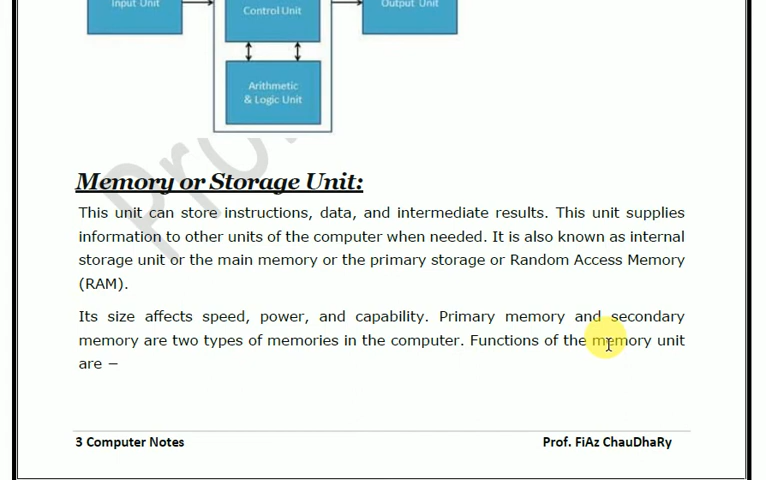 Input Unit
Control Unit
Output Unit
Arithmetic
& Logic Unit
Prof.
Memory or Storage Unit:
This unit can store instructions, data, and intermediate results. This unit supplies
information to other units of the computer when needed. It is also known as internal
storage unit or the main memory or the primary storage or Random Access Memory
(RAM).
Its size affects speed, power, and capability. Primary memory and secondary
memory are two types of memories in the computer. Functions of the memory unit
are −
3 Computer Notes
Prof. FiAz ChauDhaRy